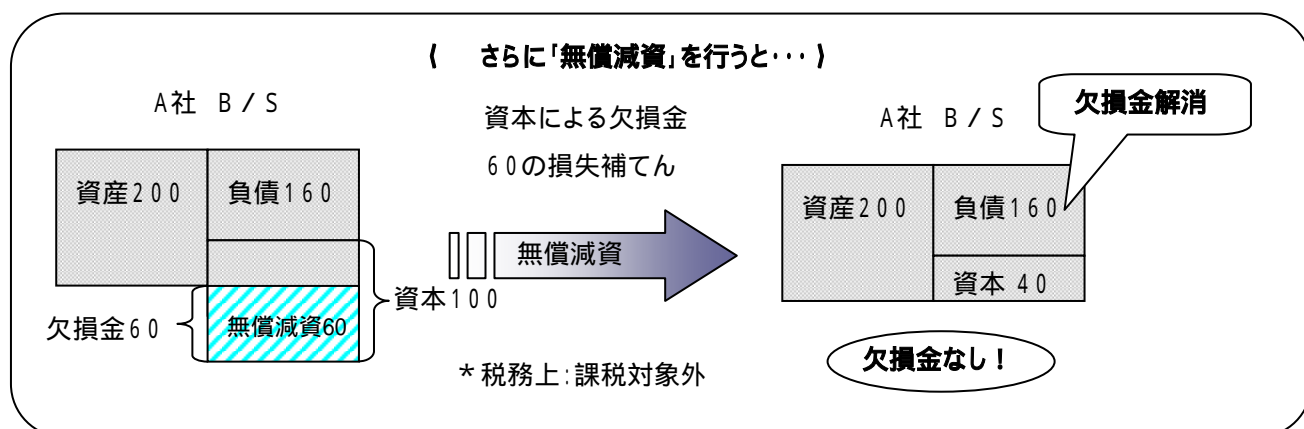 {　さらに「無償減資」を行うと・・・}
A社 B/S
資産200
負債160
欠損金60
無償減資60
資本100
資本による欠損金
60の損失補てん
無償減資
*税務上:課税対象外
A社 B/S
欠損金解消
資産200
負債160
資本 40
欠損金なし!